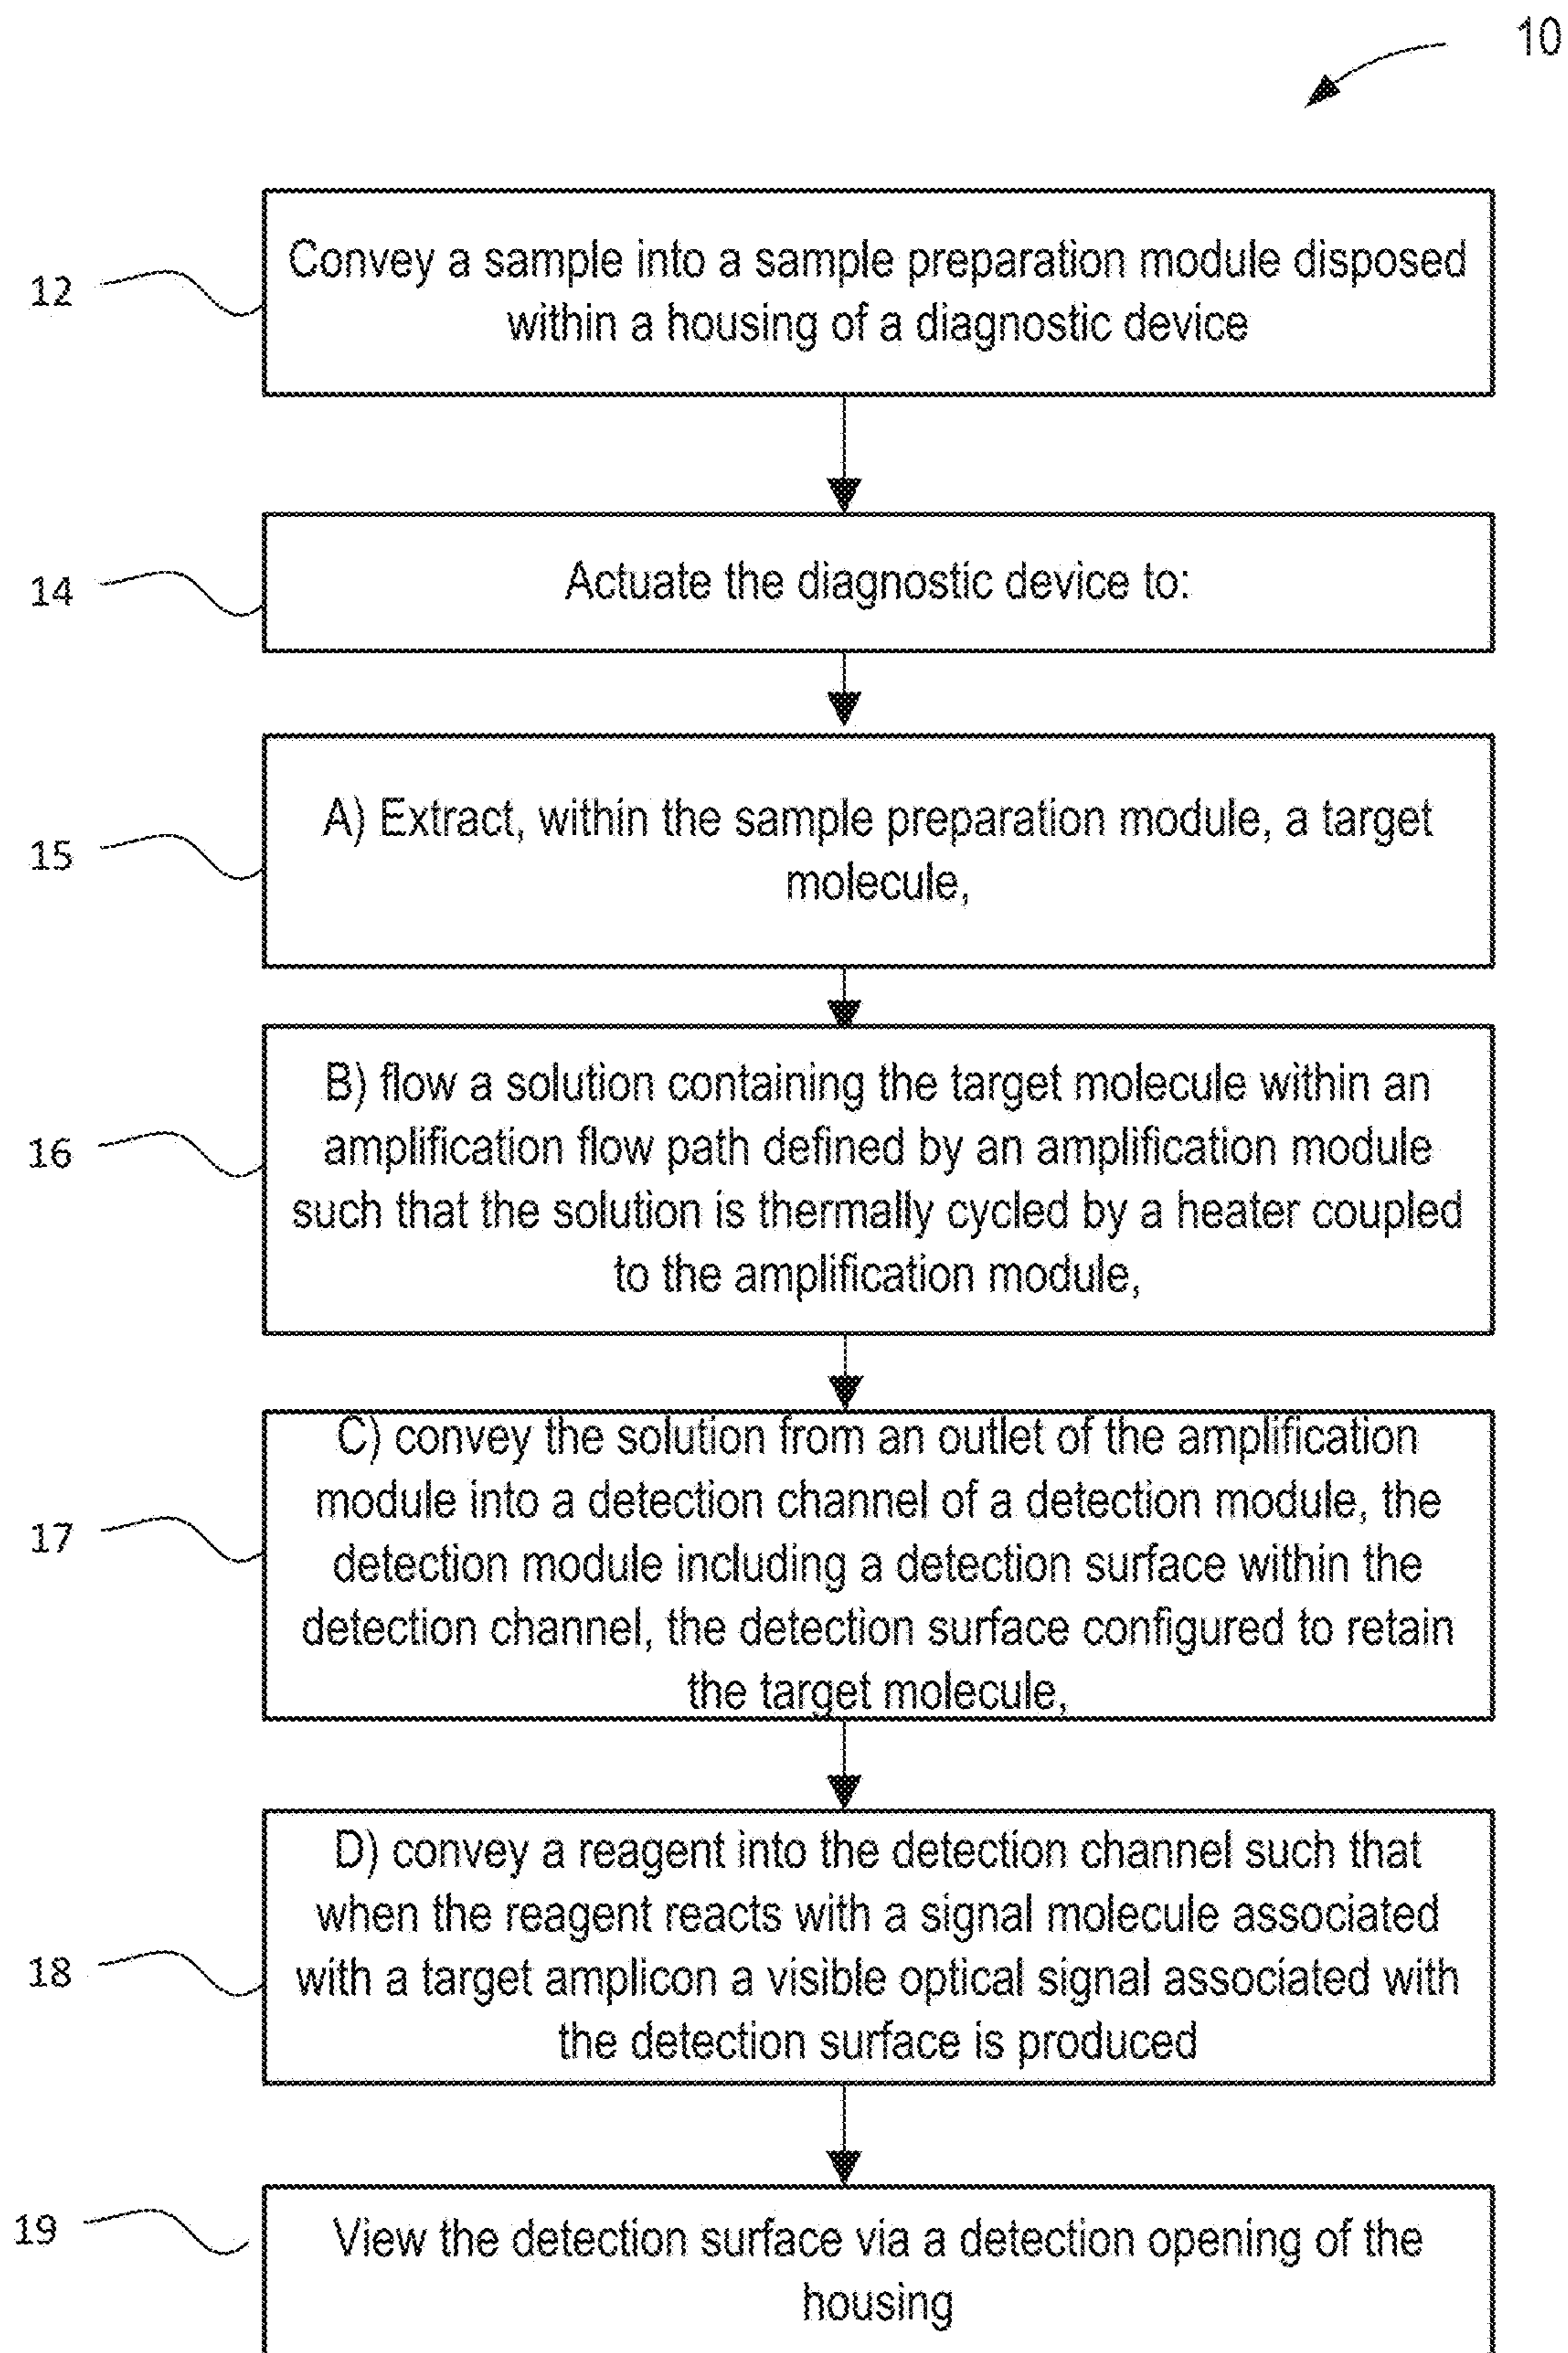 10
12
Convey a sample into a sample preparation module disposed
within a housing of a diagnostic device
14
Actuate the diagnostic device to:
15
A) Extract, within the sample preparation module, a target
molecule,
16
B) flow a solution containing the target molecule within an
amplification flow path defined by an amplification module
such that the solution is thermally cycled by a heater coupled
to the amplification module,
17
C) convey the solution from an outlet of the amplification
module into a detection channel of a detection module, the
detection module including a detection surface within the
detection channel, the detection surface configured to retain
the target molecule,
18
D) convey a reagent into the detection channel such that
when the reagent reacts with a signal molecule associated
with a target amplicon a visible optical signal associated with
the detection surface is produced
19
View the detection surface via a detection opening of the
housing